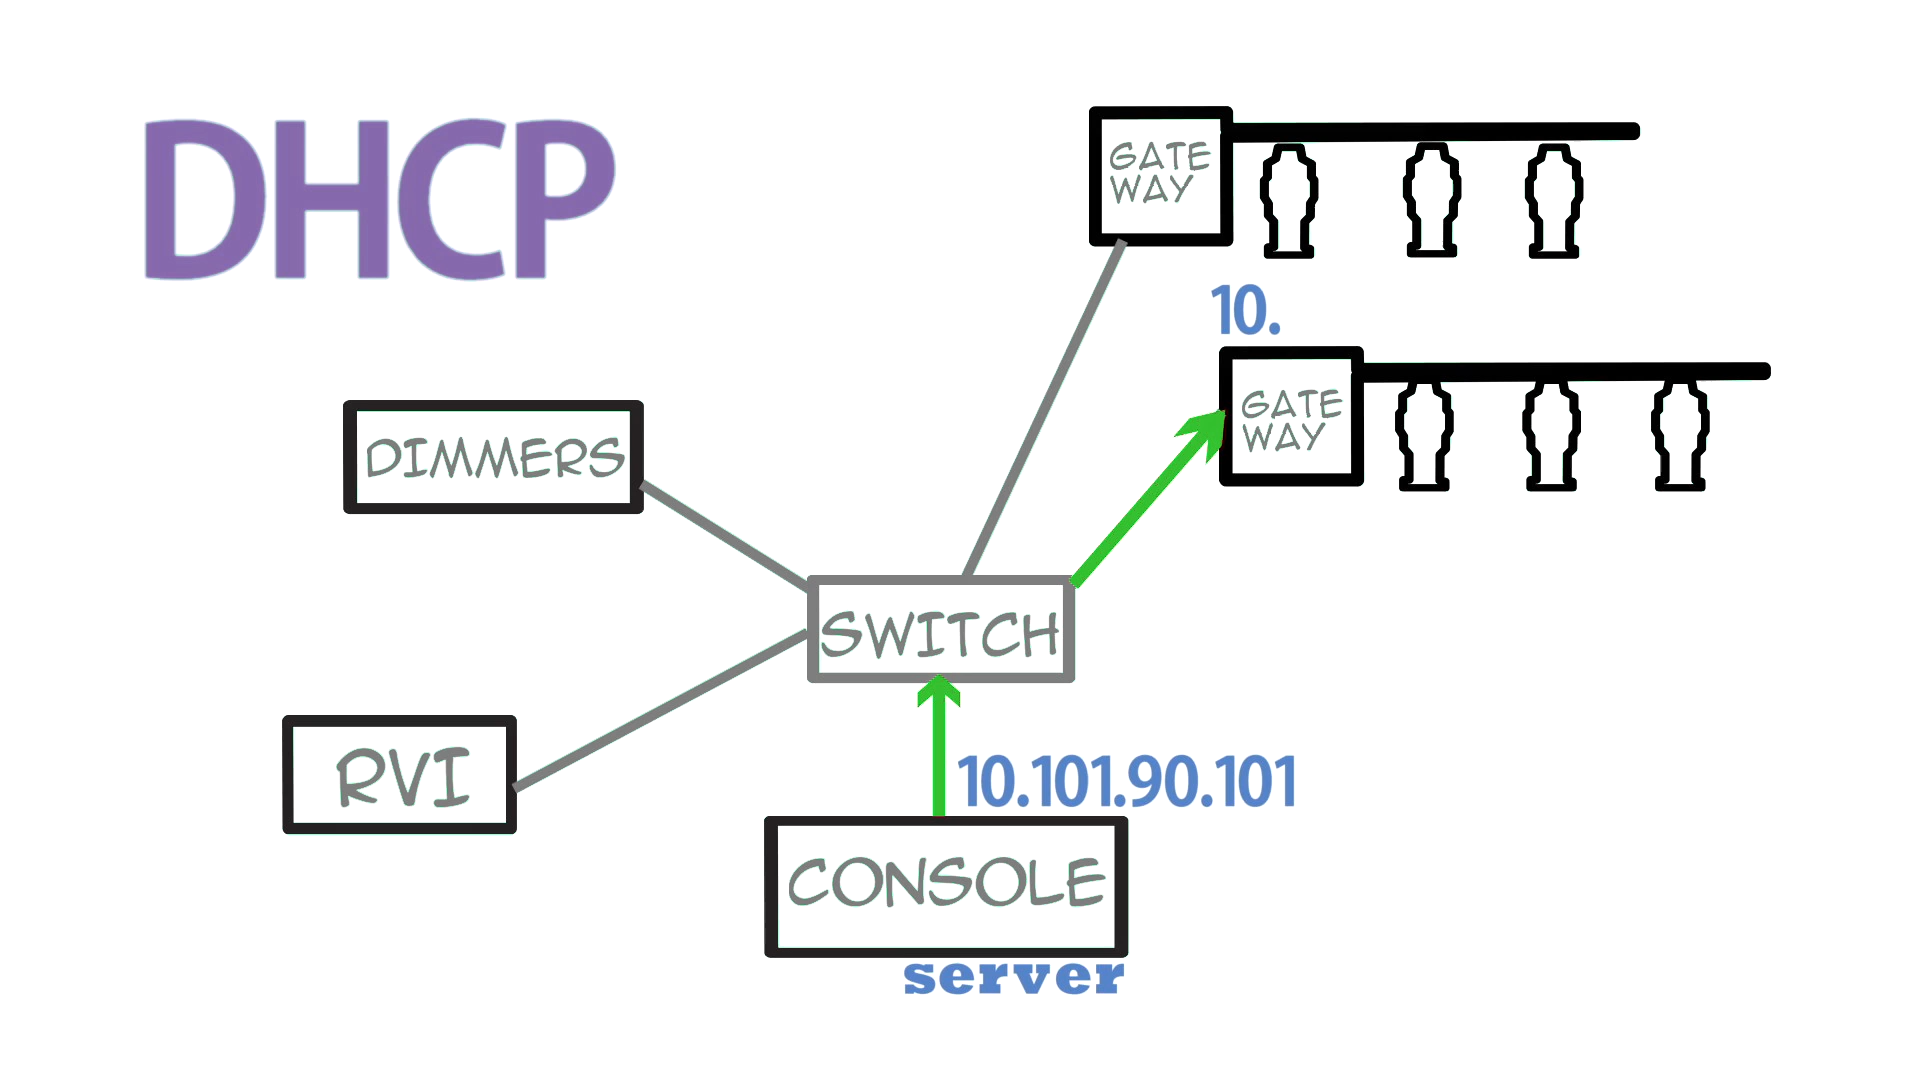 DHCP
GATE
WAY
10.
GATE
WAY
DIMMERS
SWITCH
RVI
10.101.90.101
CONSOLE
server